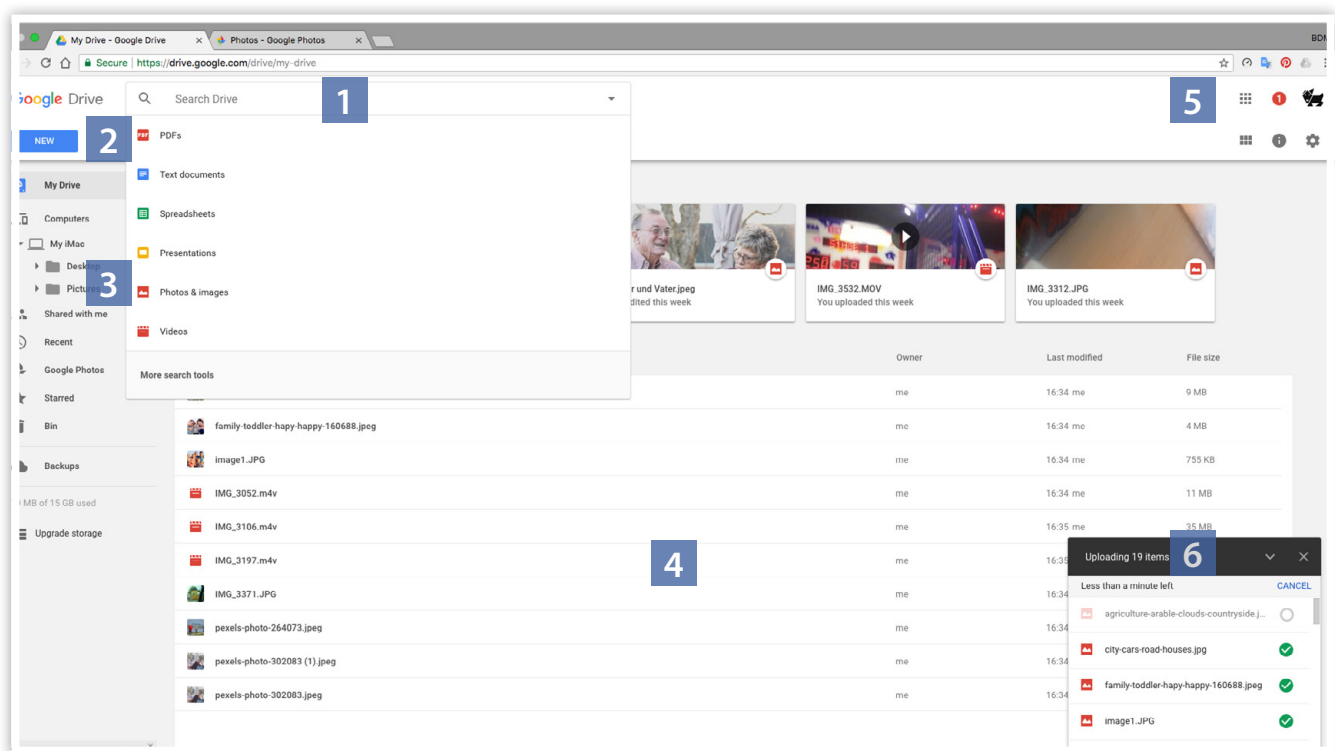 My Drive - Google Drive
Photos - Google Photos
BDM
Secure | https://drive.google.com/drive/my-drive
Google Drive
Search Drive
1
5
1
NEW
2
PDFs
Text documents
Spreadsheets
Presentations
Photos & images
Videos
More search tools
My Drive
Computers
My iMac
Desktop
3
Pictures
Shared with me
Recent
Google Photos
Starred
Bin
Backups
MB of 15 GB used
Upgrade storage
r und Vater.jpeg
dited this week
IMG_3532.MOV
You uploaded this week
IMG_3312.JPG
You uploaded this week
Owner Last modified File size
me 16:34 me 9 MB
family-toddler-hapy-happy-160688.jpeg me 16:34 me 4 MB
image1.JPG me 16:34 me 755 KB
IMG_3052.m4v me 16:34 me 11 MB
IMG_3106.m4v me 16:35 me 35 MB
IMG_3197.m4v me 16:35
4
IMG_3371.JPG me 16:34
pexels-photo-264073.jpeg me 16:34
pexels-photo-302083 (1).jpeg me 16:34
pexels-photo-302083.jpeg me 16:34
Uploading 19 items
6
Less than a minute left CANCEL
agriculture-arable-clouds-countryside.j...
city-cars-road-houses.jpg
family-toddler-hapy-happy-160688.jpeg
image1.JPG